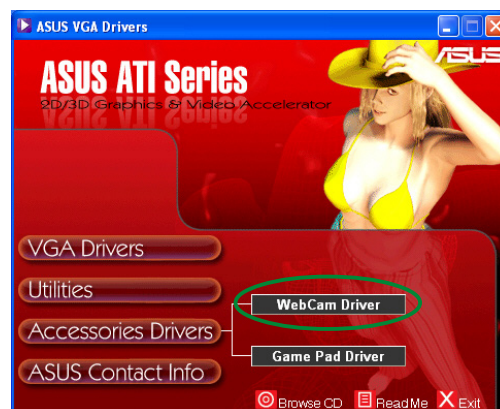 ASUS VGA Drivers
ASUS
ASUS ATI Series
2D/3D Graphics & Video Accelerator
VGA Drivers
Utilities
WebCam Driver
Accessories Drivers
Game Pad Driver
ASUS Contact Info
Browse CD
ReadMe
Exit